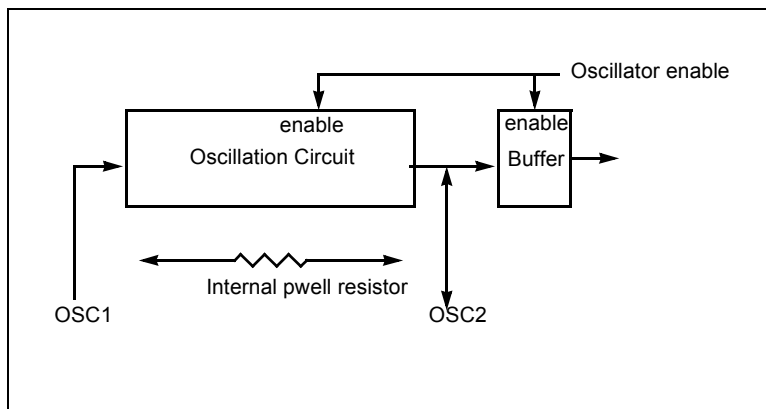 Oscillator enable
enable
Oscillation Circuit
enable
Buffer
Internal pwell resistor
OSC1
OSC2